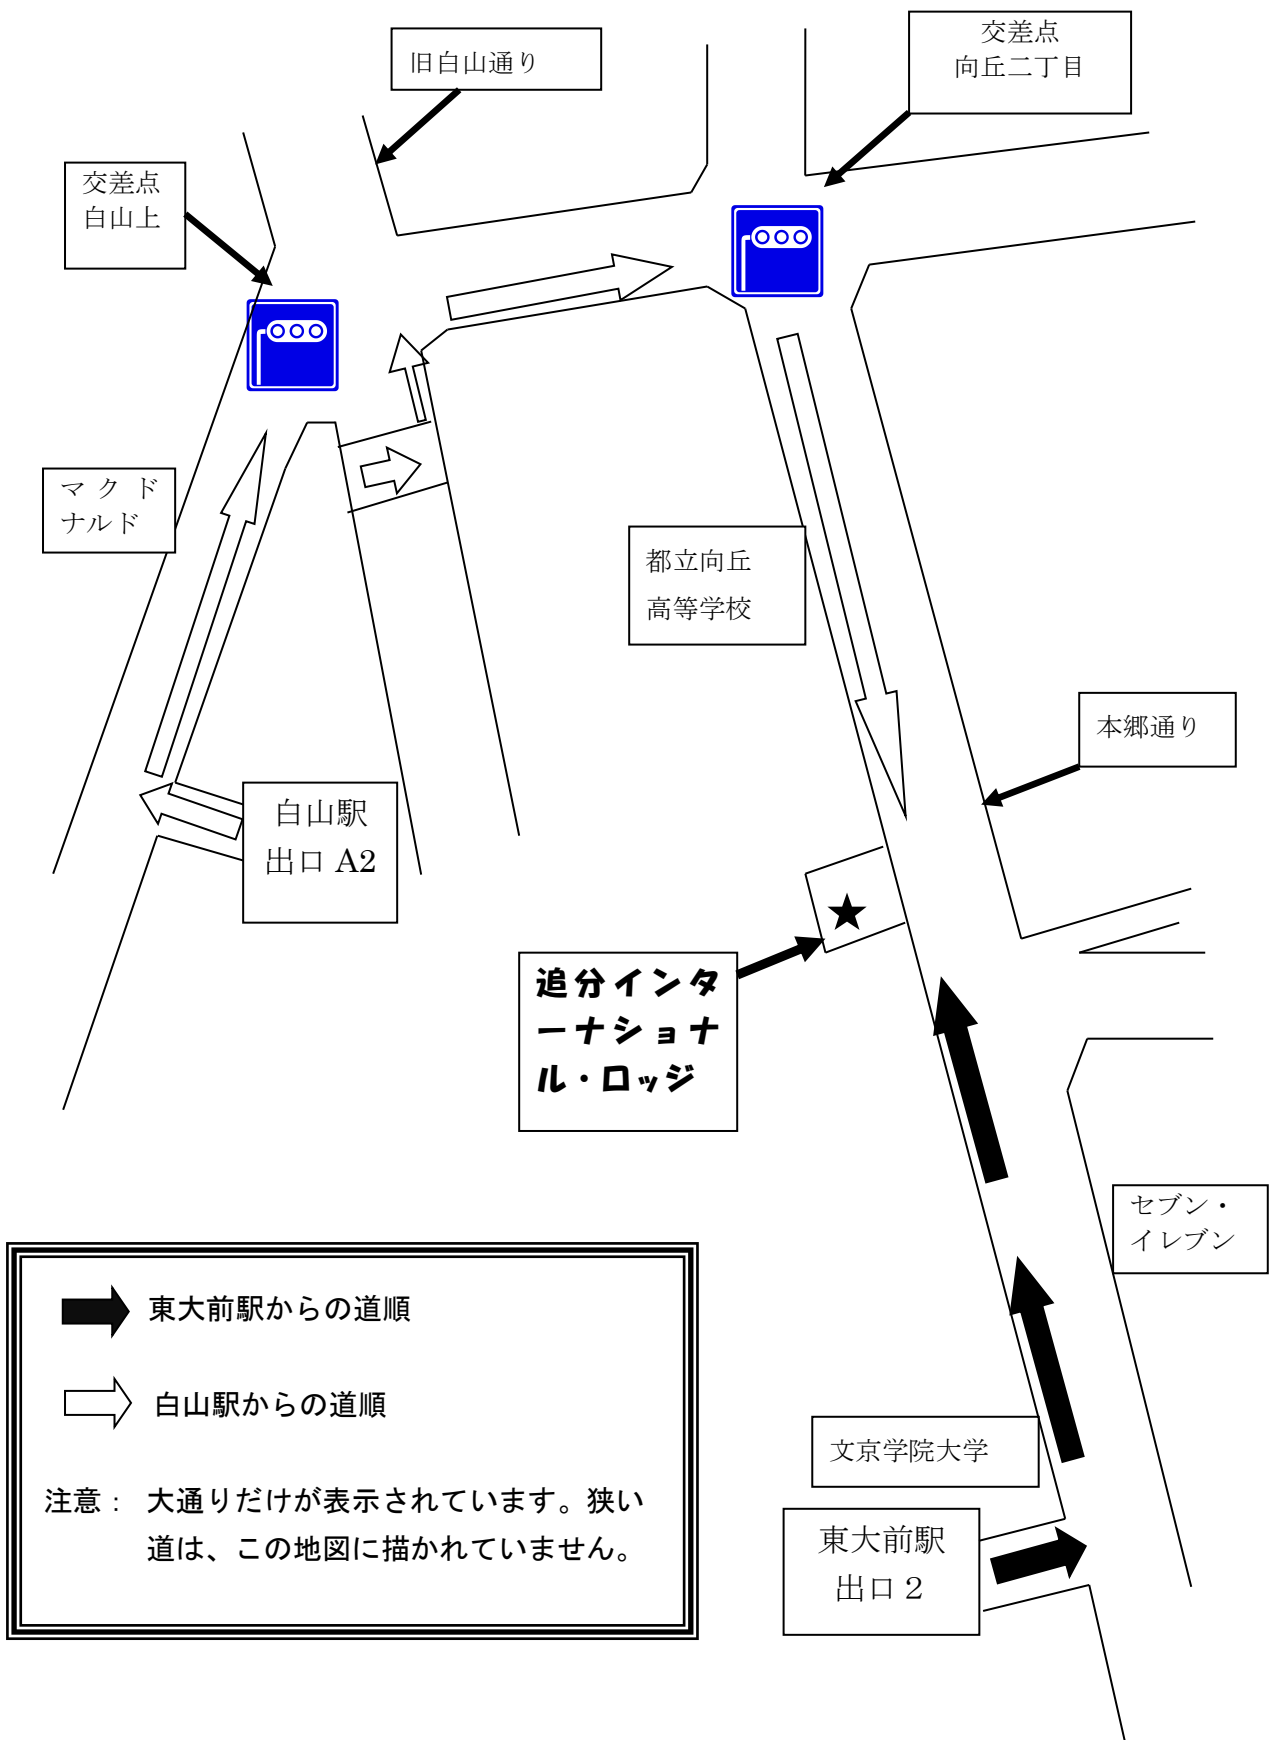 旧白山通り
交差点
向丘二丁目
交差点
白山上
マクド
ナルド
都立向丘
高等学校
本郷通り
白山駅
出口 A2
追分インタ
ーナショナ
ル・ロッジ
セブン・
イレブン
東大前駅からの道順
白山駅からの道順
注意： 大通りだけが表示されています。狭い
道は、この地図に描かれていません。
文京学院大学
東大前駅
出口２